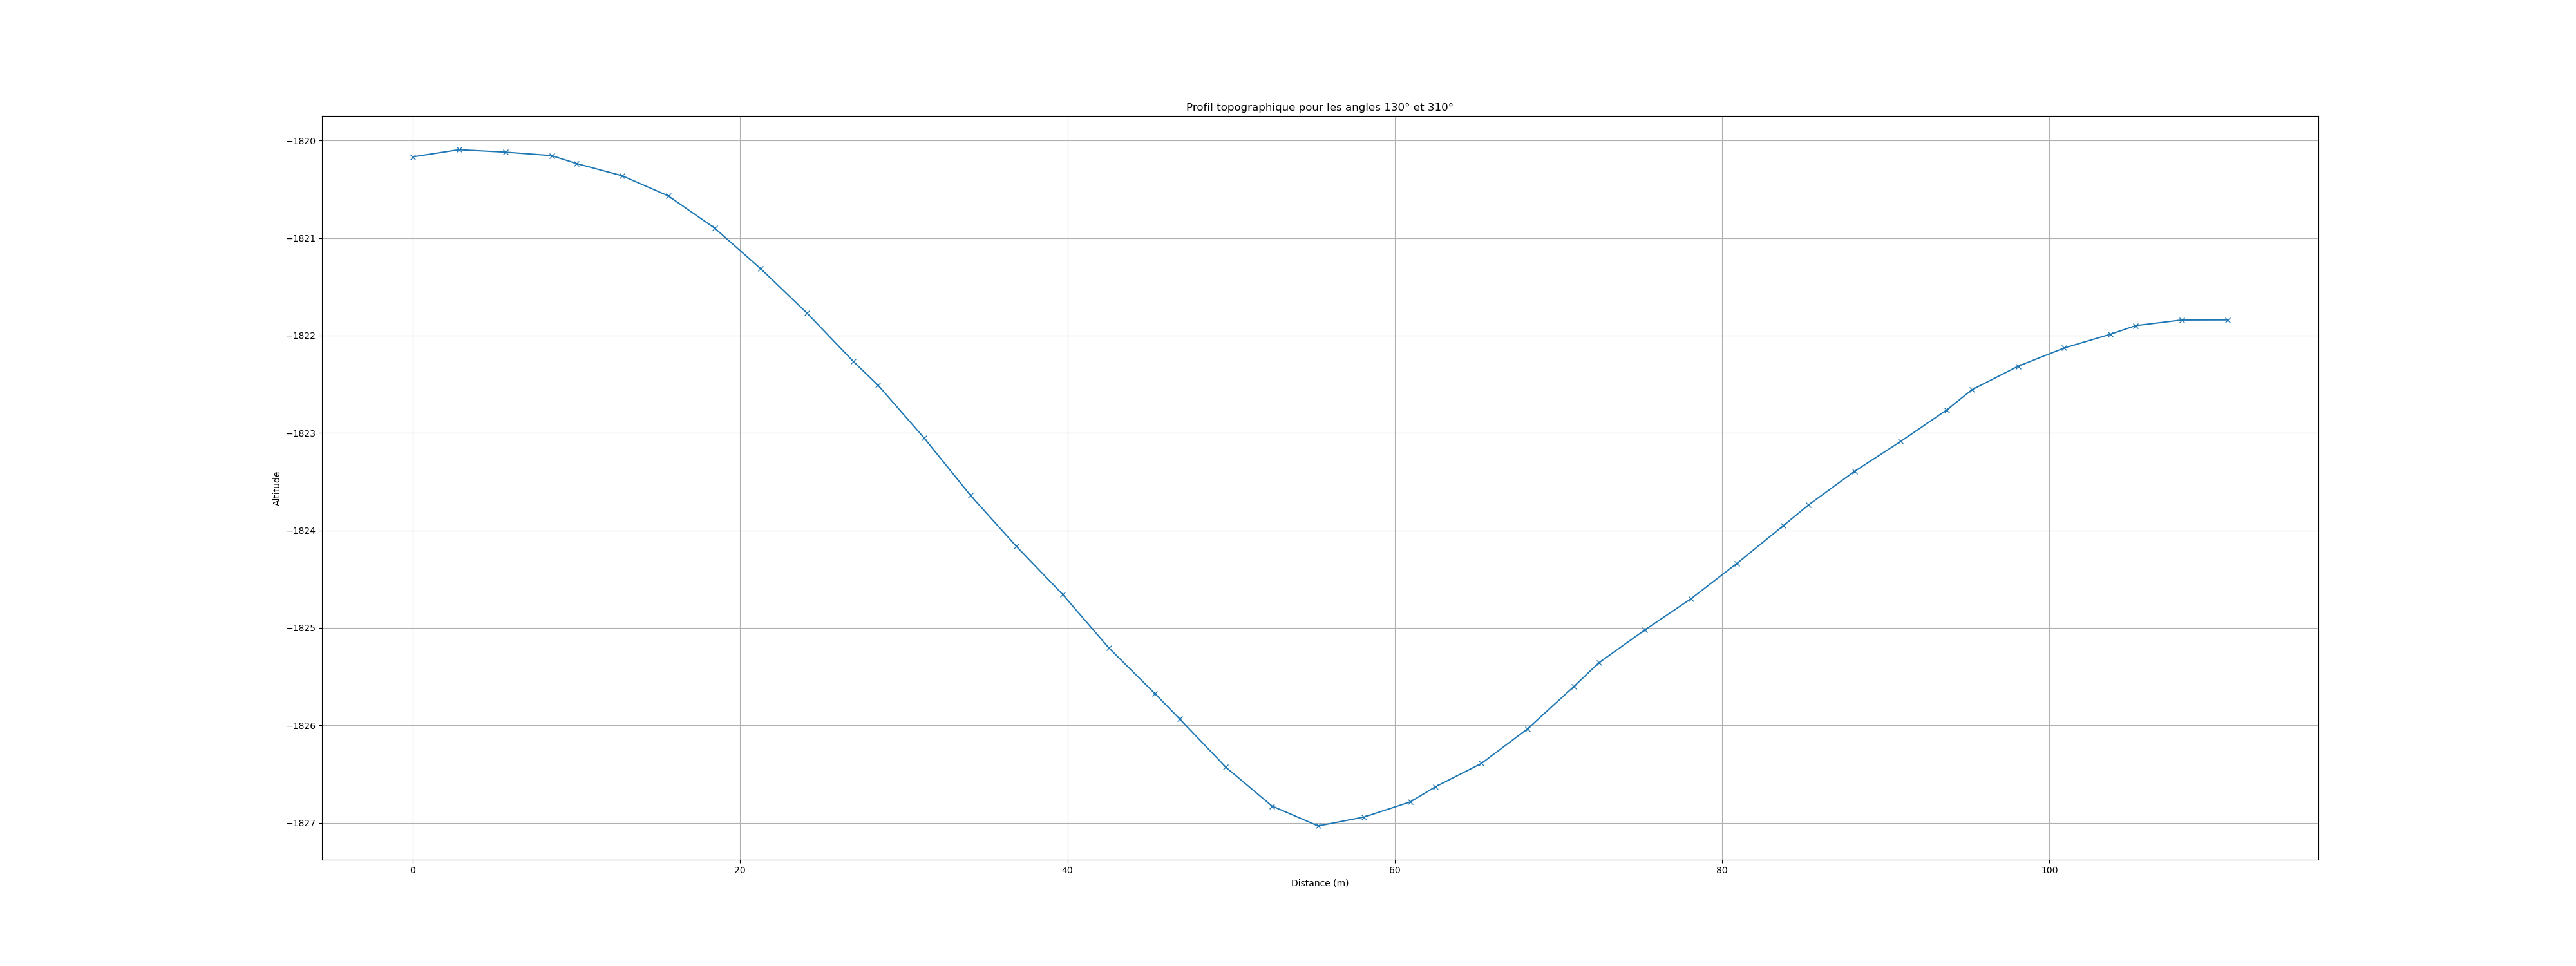 Profil topographique pour les angles 130° et 310°
−1820
−1821
−1822
−1823
−1824
−1825
−1826
−1827
Altitude
0 20 40 60 80 100
Distance (m)